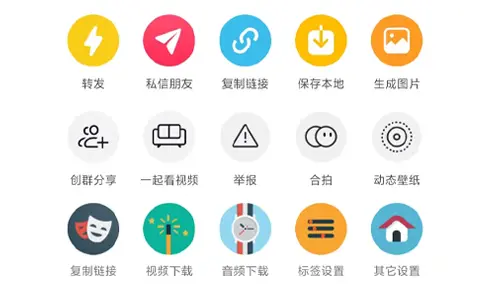 转发 私信朋友 复制链接 保存本地 生成图片
创群分享 一起看视频 举报 合拍 动态壁纸
复制链接 视频下载 音频下载 标签设置 其它设置